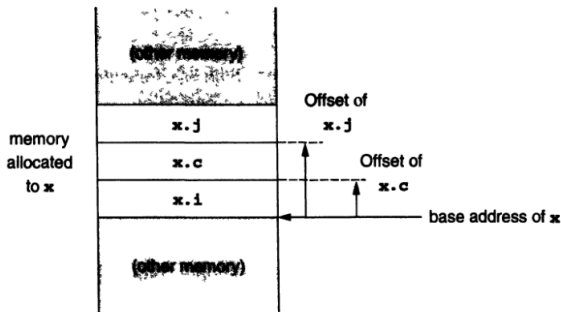 (other memory)
Offset of
x.j
x.j
memory
allocated
to x
x.c
Offset of
x.c
x.i
base address of x
(other memory)